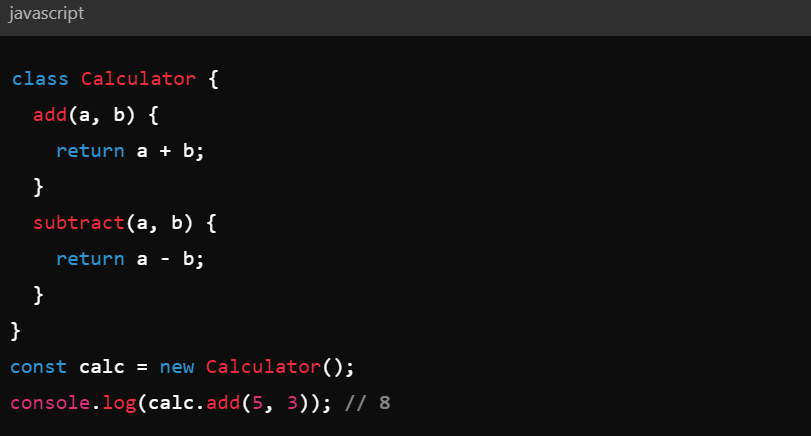 javascript
class Calculator {
  add(a, b) {
    return a + b;
  }
  subtract(a, b) {
    return a - b;
  }
}
const calc = new Calculator();
console.log(calc.add(5, 3)); // 8